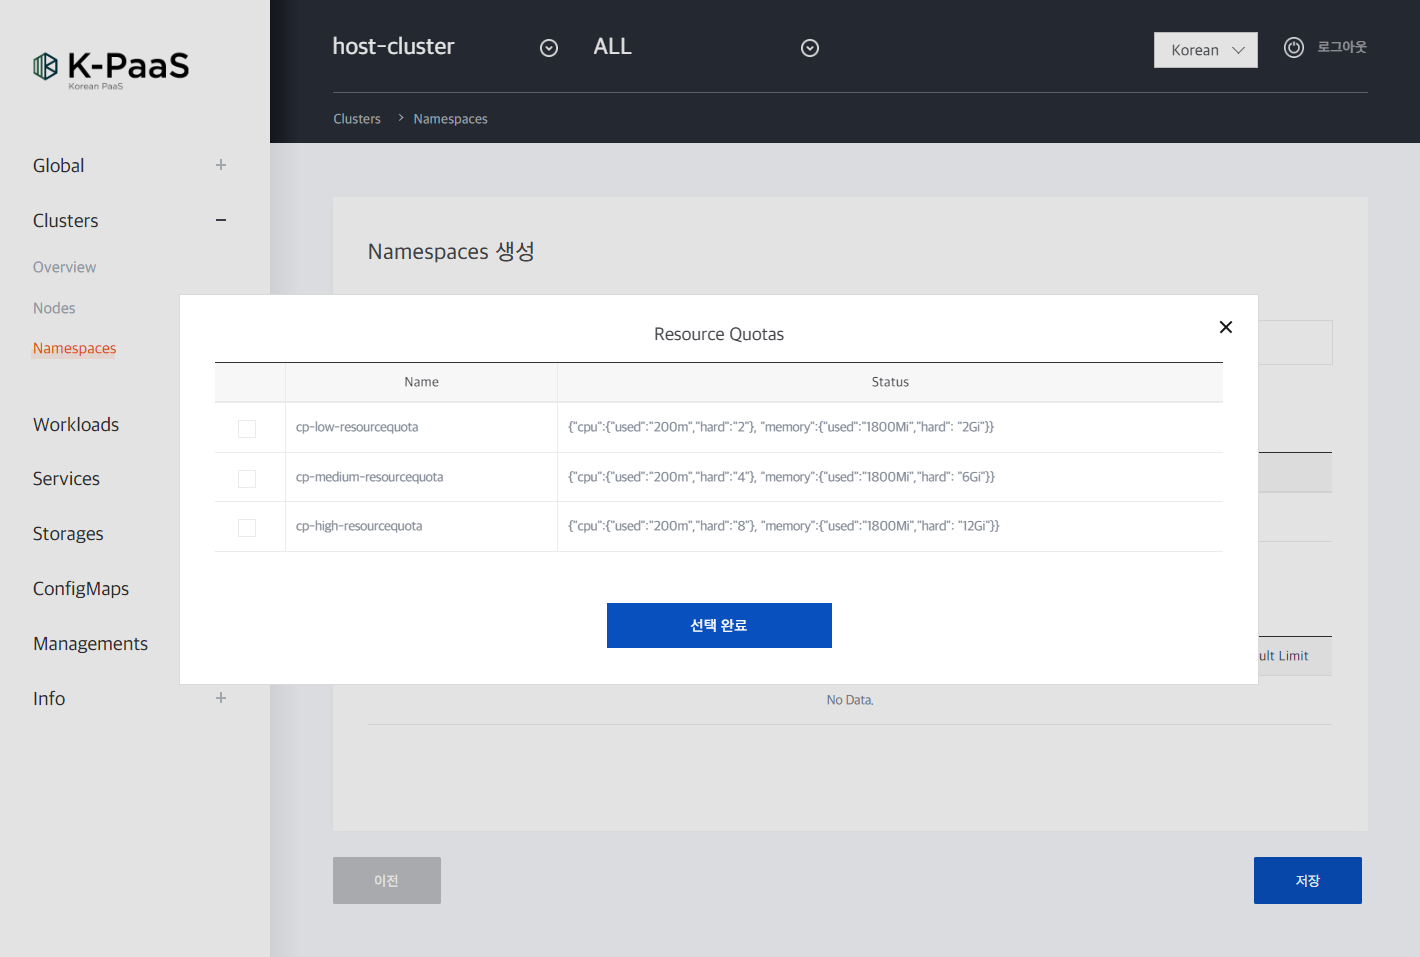 K-PaaS
Korean PaaS
host-cluster
ALL
Korean
로그아웃
Clusters > Namespaces
Global
Clusters
Overview
Nodes
Namespaces
Workloads
Services
Storages
ConfigMaps
Managements
Info
Namespaces 생성
Resource Quotas
Name Status
cp-low-resourcequota {"cpu":{"used":"200m","hard":"2"}, "memory":{"used":"1800Mi","hard": "2Gi"}}
cp-medium-resourcequota {"cpu":{"used":"200m","hard":"4"}, "memory":{"used":"1800Mi","hard": "6Gi"}}
cp-high-resourcequota {"cpu":{"used":"200m","hard":"8"}, "memory":{"used":"1800Mi","hard": "12Gi"}}
선택 완료
ult Limit
No Data.
이전
저장